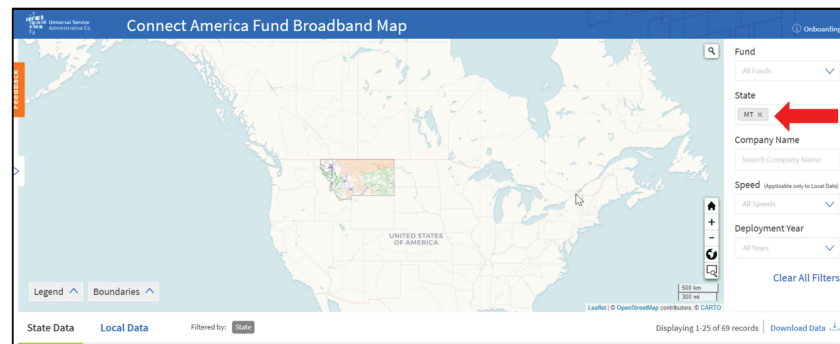 Universal Service
Administrative Co.
Connect America Fund Broadband Map
Onboarding
Feedback
Fund
All Funds
State
MT ×
Company Name
Search Company Name
Speed (Applicable only to Local Data)
All Speeds
Deployment Year
All Years
Clear All Filters
UNITED STATES
OF AMERICA
+
−
500 km
300 mi
Legend
Boundaries
Leaflet | © OpenStreetMap contributors, © CARTO
State Data
Local Data
Filtered by: State
Displaying 1-25 of 69 records | Download Data